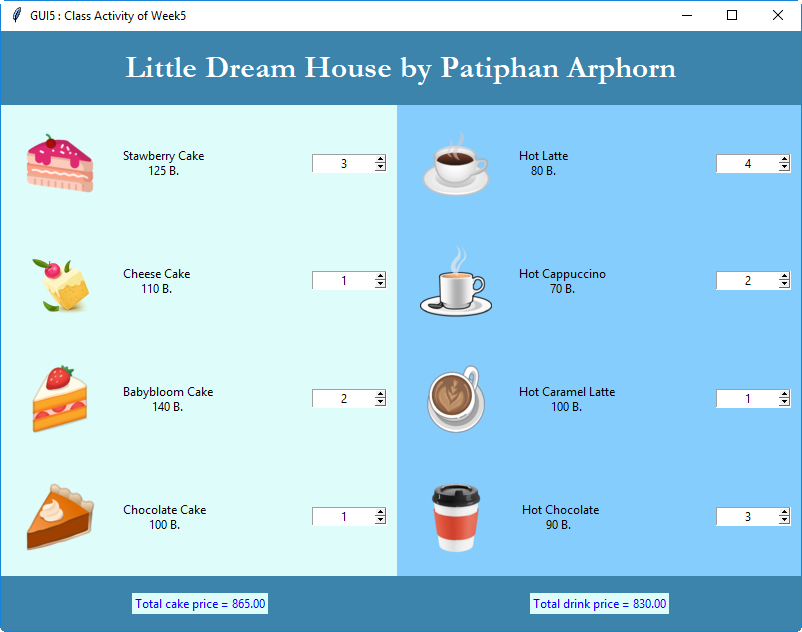 GUI5 : Class Activity of Week5
Little Dream House by Patiphan Arphorn
Stawberry Cake
125 B.
3
Hot Latte
80 B.
4
Cheese Cake
110 B.
1
Hot Cappuccino
70 B.
2
Babybloom Cake
140 B.
2
Hot Caramel Latte
100 B.
1
Chocolate Cake
100 B.
1
Hot Chocolate
90 B.
3
Total cake price = 865.00
Total drink price = 830.00